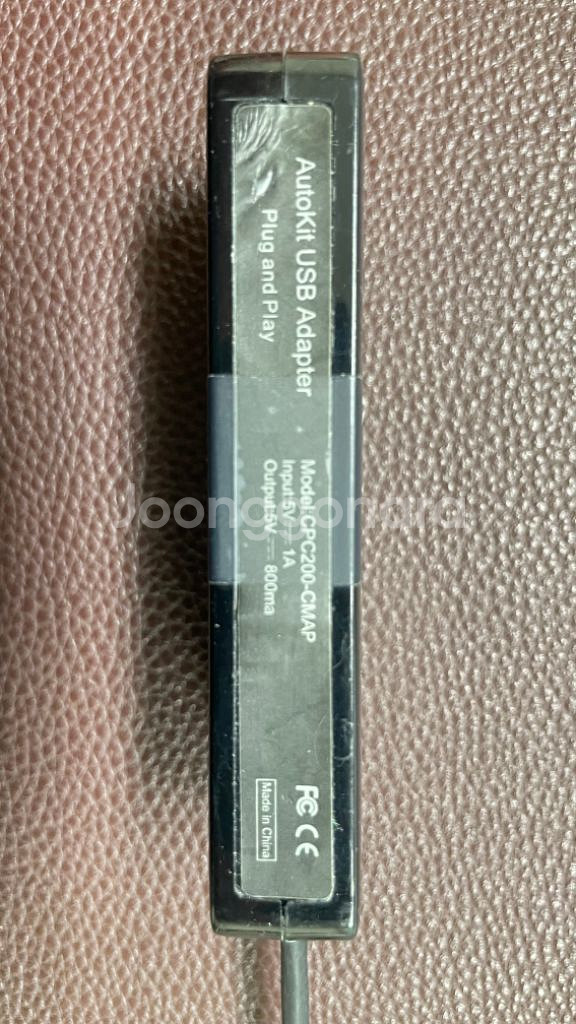 AutoKit USB Adapter
Plug and Play
Model:CPC200-CMAP
Input:5V⎓1A
Output:5V⎓800ma
FC CE
Made in China
Joonggonara